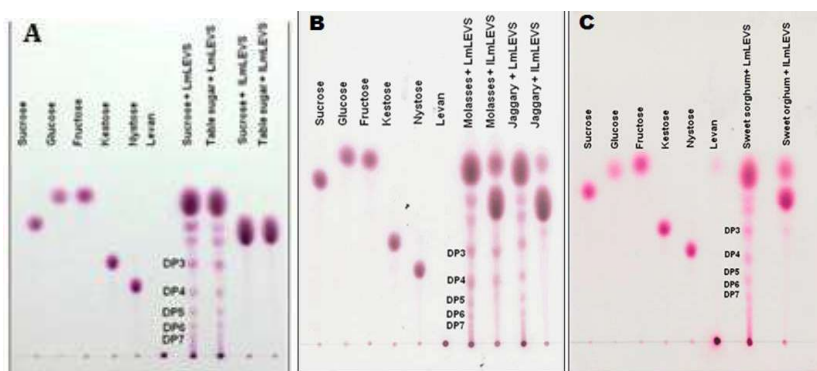 A
Sucrose
Glucose
Fructose
Kestose
Nystose
Levan
Sucrose+ LmLEVS
Table sugar+ LmLEVS
Sucrose+ ILmLEVS
Table sugar + ILmLEVS
DP3
DP4
DP5
DP6
DP7
B
Sucrose
Glucose
Fructose
Kestose
Nystose
Levan
Molasses + LmLEVS
Molasses + ILmLEVS
Jaggary + LmLEVS
Jaggary + ILmLEVS
DP3
DP4
DP5
DP6
DP7
C
Sucrose
Glucose
Fructose
Kestose
Nystose
Levan
Sweet sorghum+ LmLEVS
Sweet sorghum + ILmLEVS
DP3
DP4
DP5
DP6
DP7